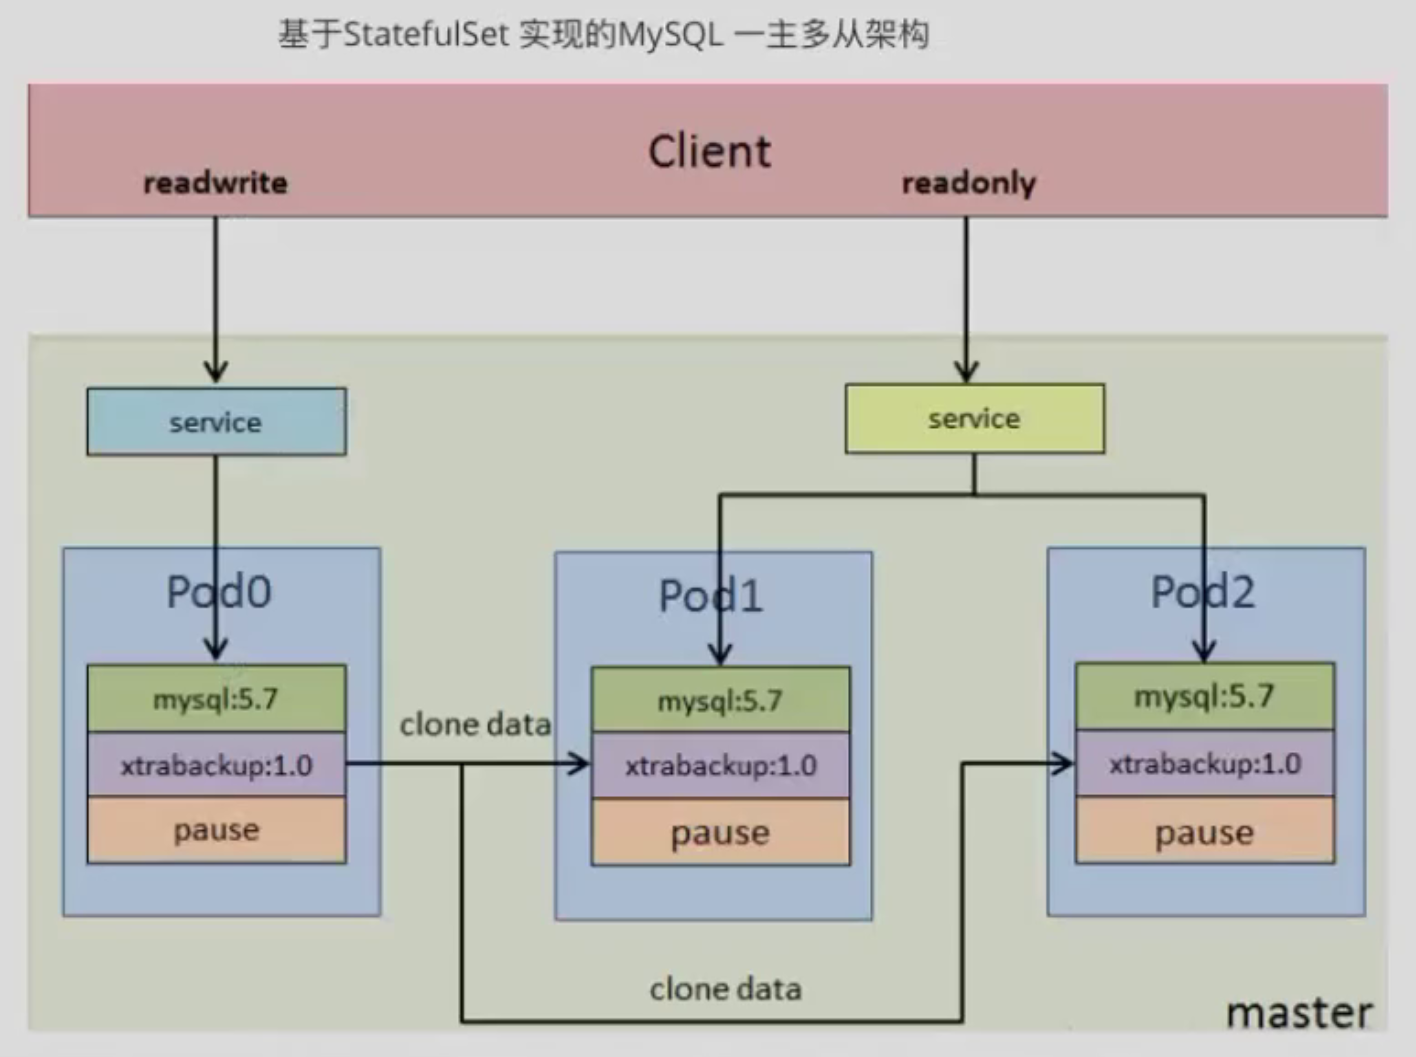 基于StatefulSet 实现的MySQL 一主多从架构
Client
readwrite
readonly
service
service
Pod0
Pod1
Pod2
mysql:5.7
mysql:5.7
mysql:5.7
clone data
xtrabackup:1.0
xtrabackup:1.0
xtrabackup:1.0
pause
pause
pause
clone data
master